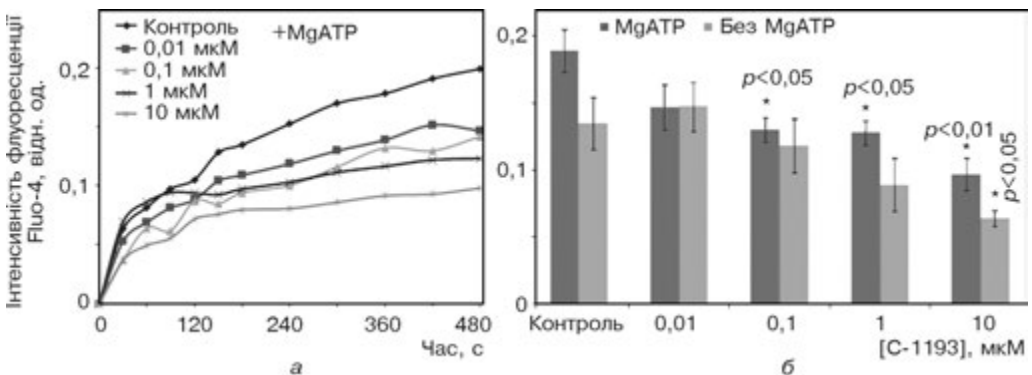 Інтенсивність флуоресценції
Fluo-4, відн. од.
Контроль
0,01 мкМ
0,1 мкМ
1 мкМ
10 мкМ
+MgATP
0,2
0,1
0
0 120 240 360 480
Час, с
а
MgATP Без MgATP
0,2
0,1
0
p<0,05
*
p<0,05
*
p<0,01
*
p<0,05
*
Контроль 0,01 0,1 1 10
[C-1193], мкМ
б